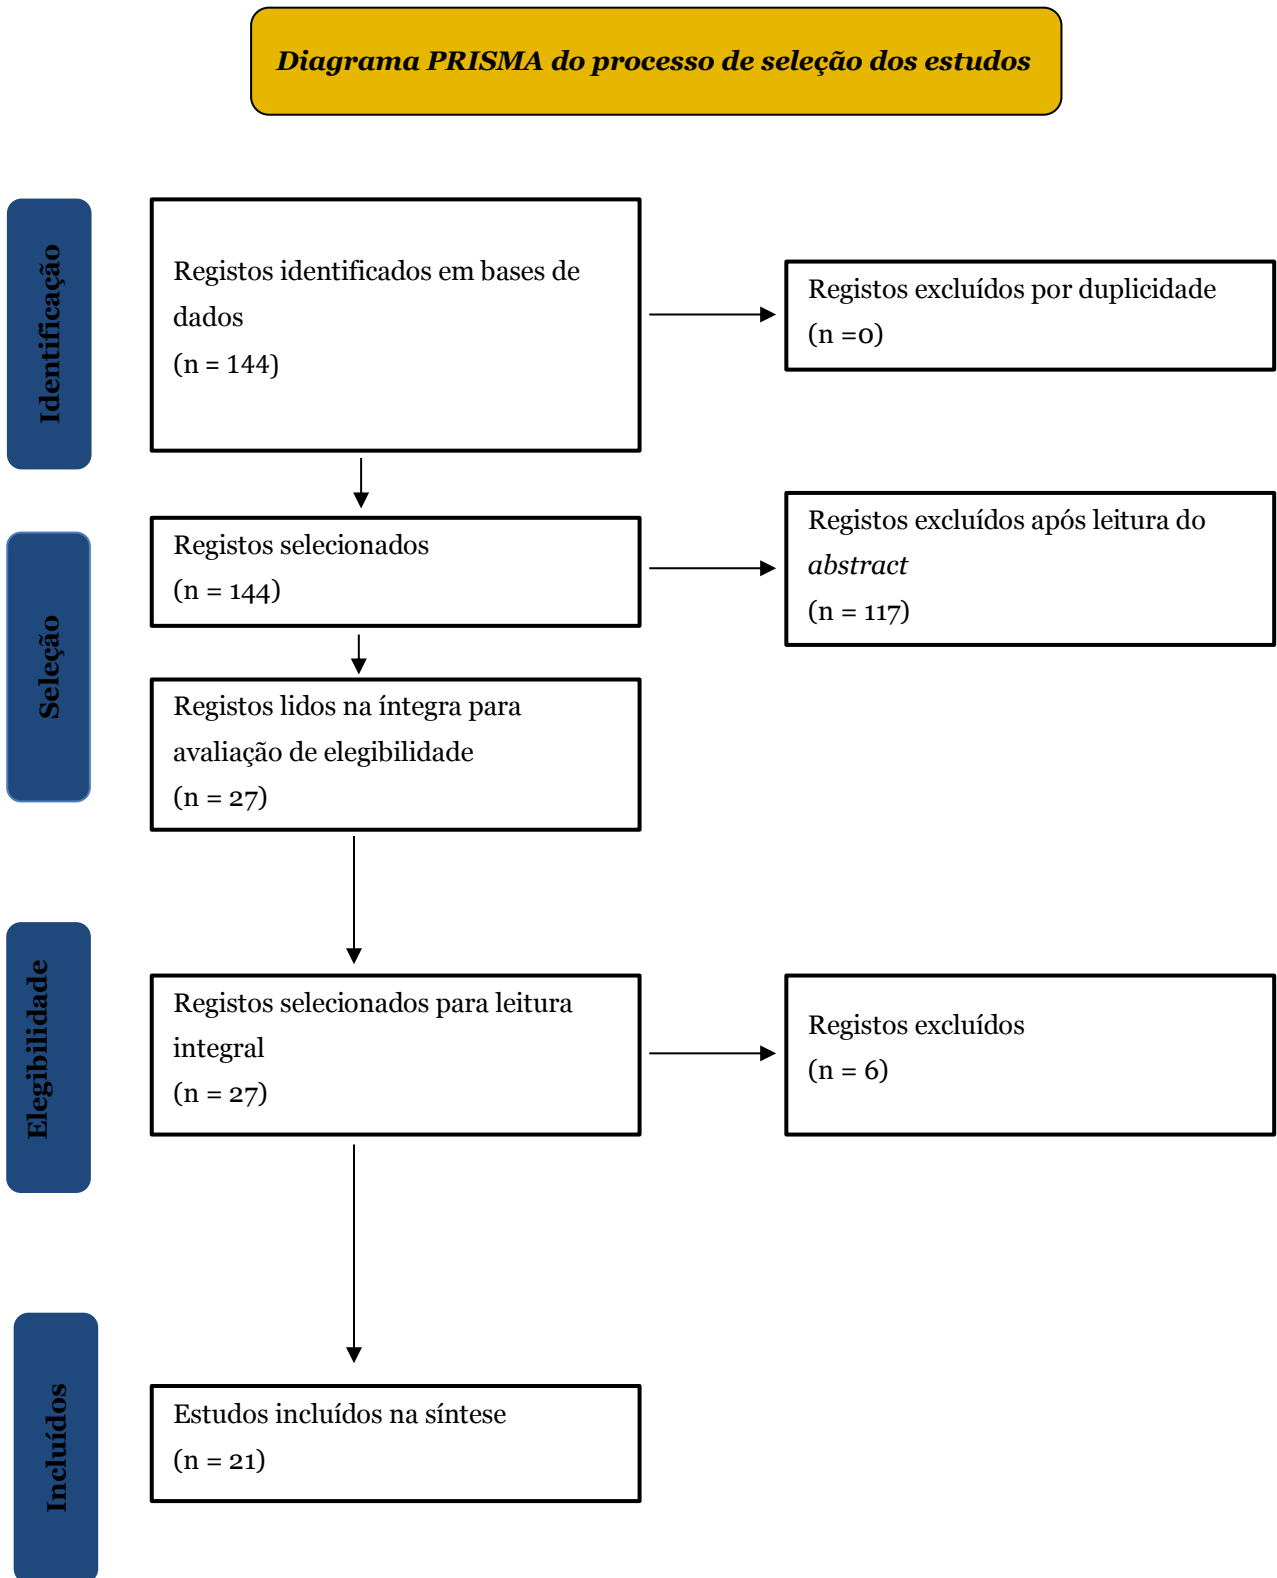 Diagrama PRISMA do processo de seleção dos estudos
Identificação
Registos identificados em bases de
dados
(n = 144)
Registos excluídos por duplicidade
(n =0)
Seleção
Registos selecionados
(n = 144)
Registos excluídos após leitura do
abstract
(n = 117)
Registos lidos na íntegra para
avaliação de elegibilidade
(n = 27)
Elegibilidade
Registos selecionados para leitura
integral
(n = 27)
Registos excluídos
(n = 6)
Incluídos
Estudos incluídos na síntese
(n = 21)